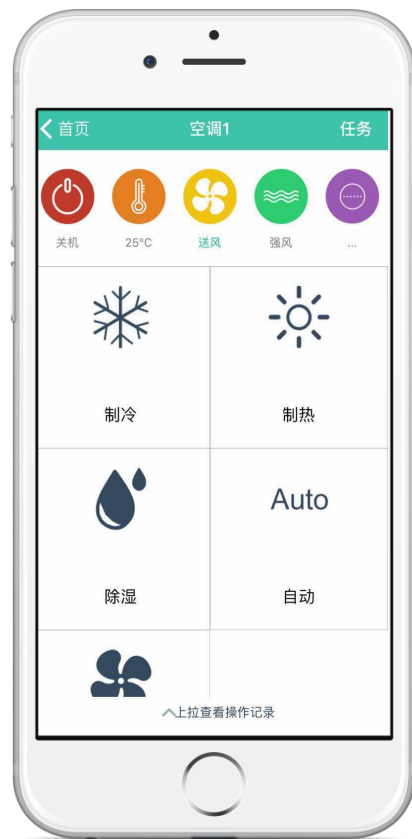 首页 空调1 任务
关机 25°C 送风 强风 ...
制冷 制热
Auto
除湿 自动
上拉查看操作记录